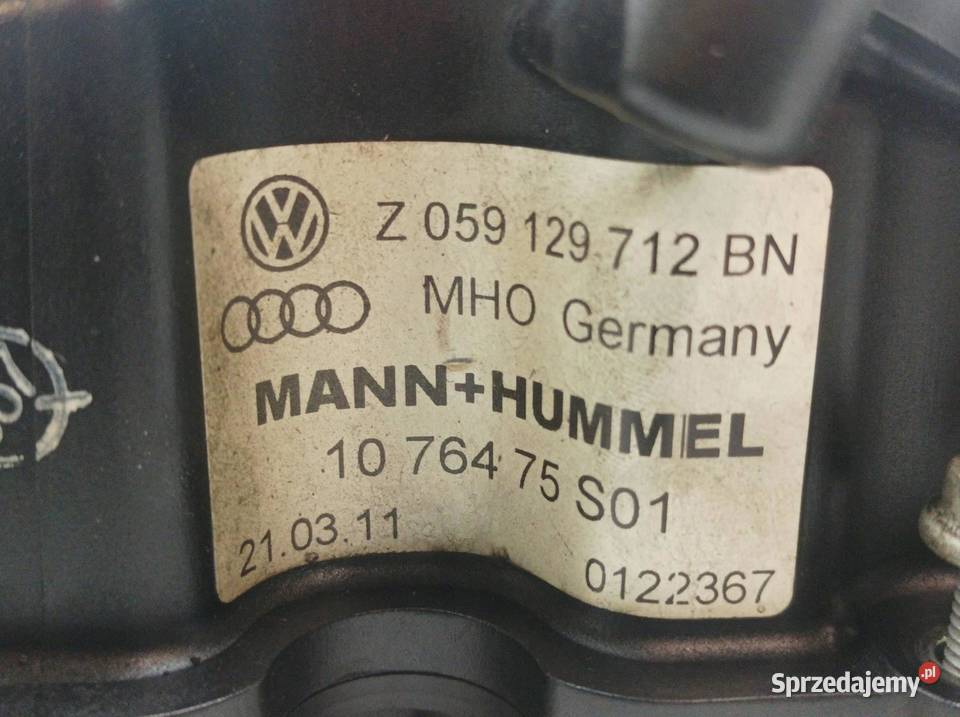 Z 059 129 712 BN
MHO Germany
MANN+HUMMEL
10 764 75 S01
21.03.11
0122367
Sprzedajemy.pl